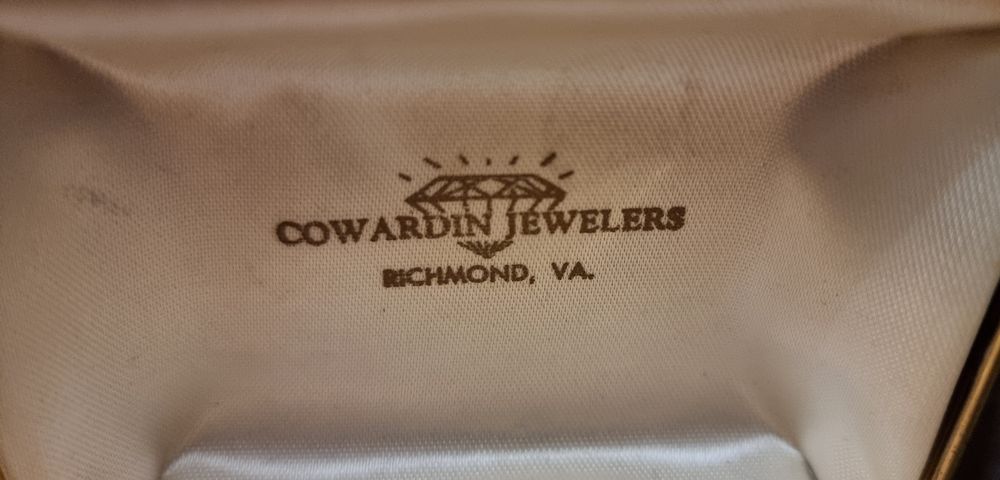 COWARDIN JEWELERS
RICHMOND, VA.